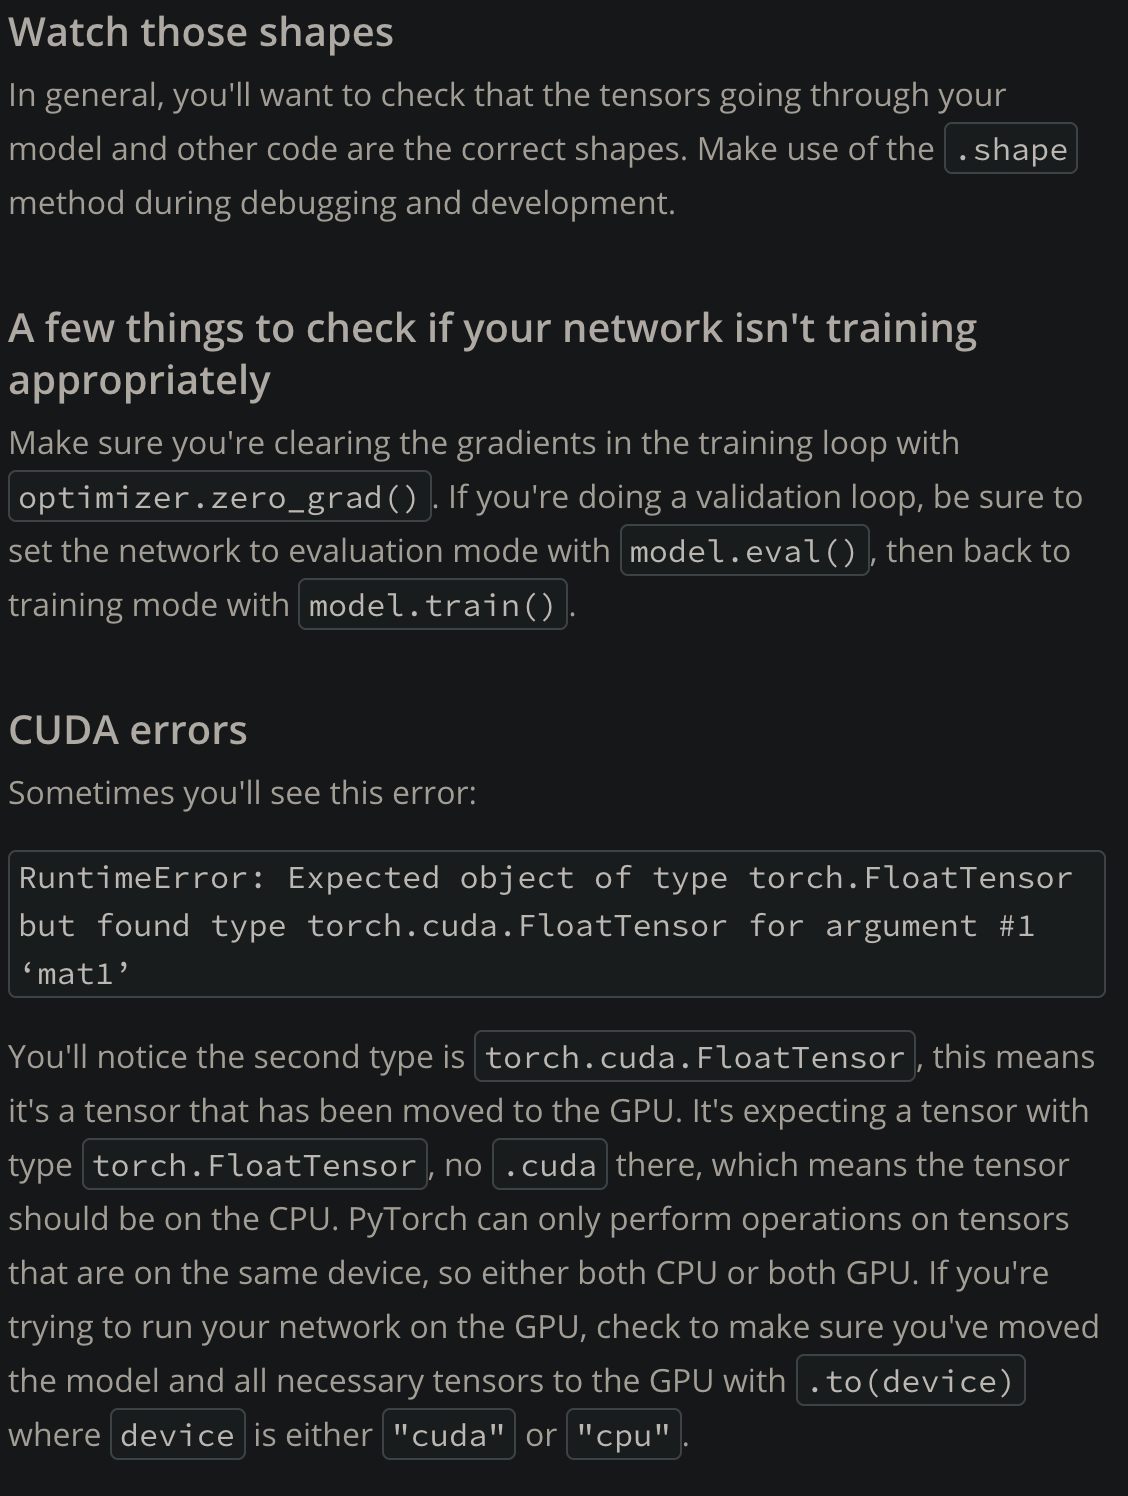 Watch those shapes
In general, you'll want to check that the tensors going through your
model and other code are the correct shapes. Make use of the .shape
method during debugging and development.
A few things to check if your network isn't training
appropriately
Make sure you're clearing the gradients in the training loop with
optimizer.zero_grad(). If you're doing a validation loop, be sure to
set the network to evaluation mode with model.eval(), then back to
training mode with model.train().
CUDA errors
Sometimes you'll see this error:
RuntimeError: Expected object of type torch.FloatTensor
but found type torch.cuda.FloatTensor for argument #1
‘mat1’
You'll notice the second type is torch.cuda.FloatTensor, this means
it's a tensor that has been moved to the GPU. It's expecting a tensor with
type torch.FloatTensor, no .cuda there, which means the tensor
should be on the CPU. PyTorch can only perform operations on tensors
that are on the same device, so either both CPU or both GPU. If you're
trying to run your network on the GPU, check to make sure you've moved
the model and all necessary tensors to the GPU with .to(device)
where device is either "cuda" or "cpu".